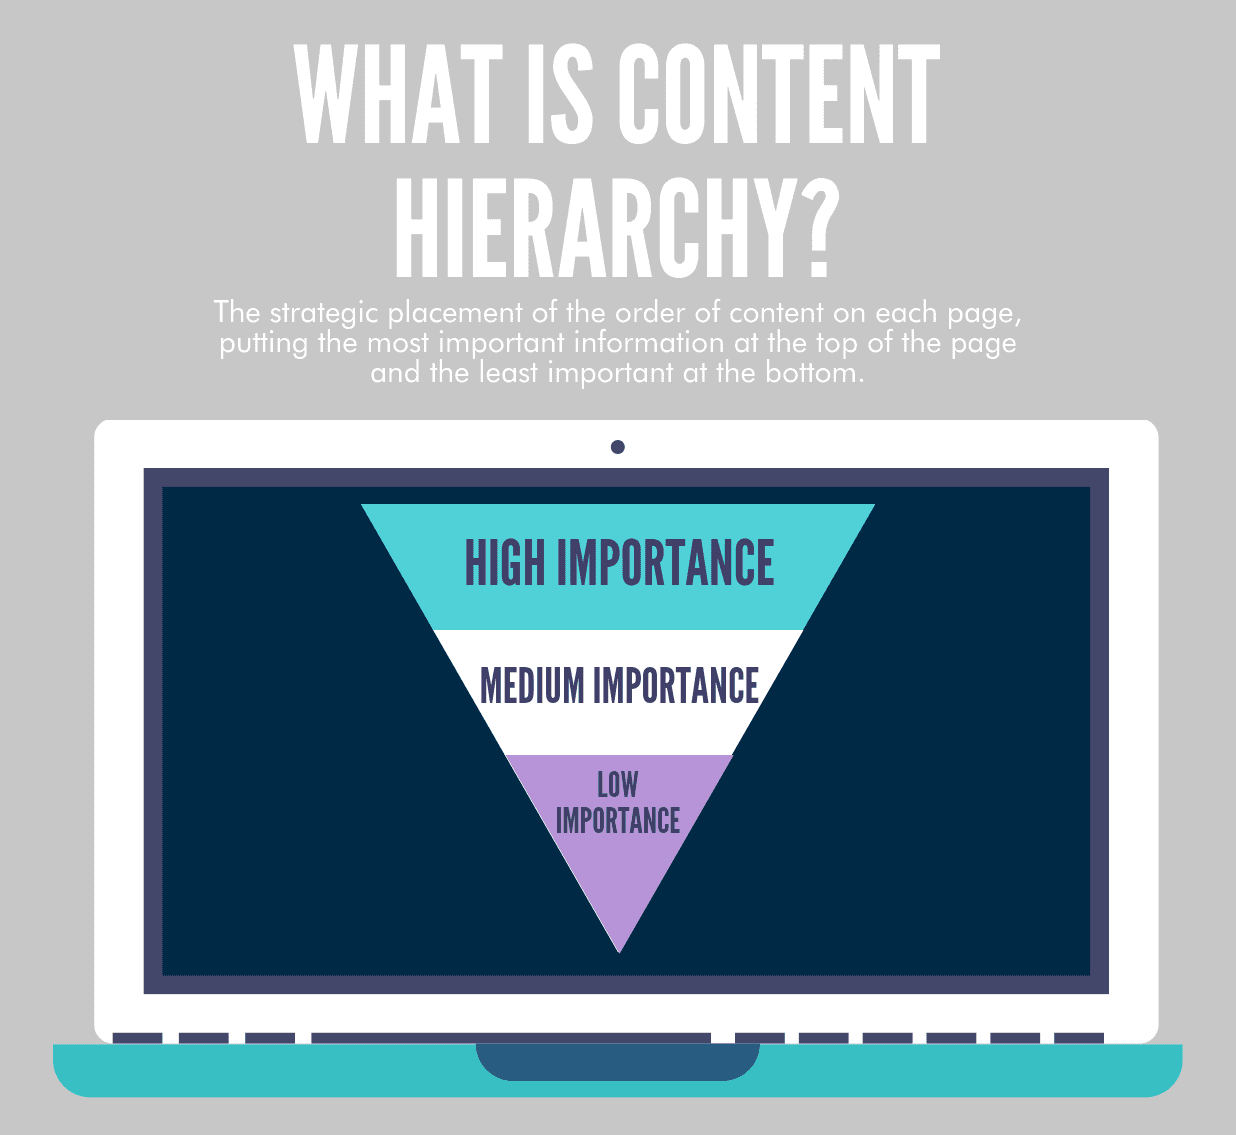 WHAT IS CONTENT
HIERARCHY?
The strategic placement of the order of content on each page,
putting the most important information at the top of the page
and the least important at the bottom.
HIGH IMPORTANCE
MEDIUM IMPORTANCE
LOW
IMPORTANCE